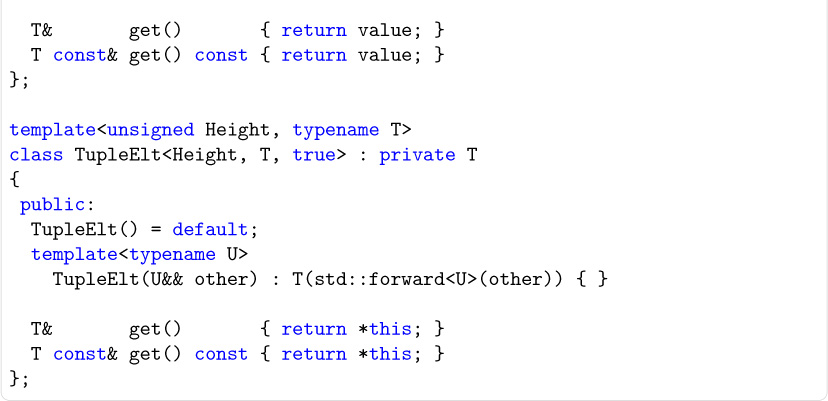 T&       get()       { return value; }
T const& get() const { return value; }
};
template<unsigned Height, typename T>
class TupleElt<Height, T, true> : private T
{
public:
TupleElt() = default;
template<typename U>
TupleElt(U&& other) : T(std::forward<U>(other)) { }
T&       get()       { return *this; }
T const& get() const { return *this; }
};